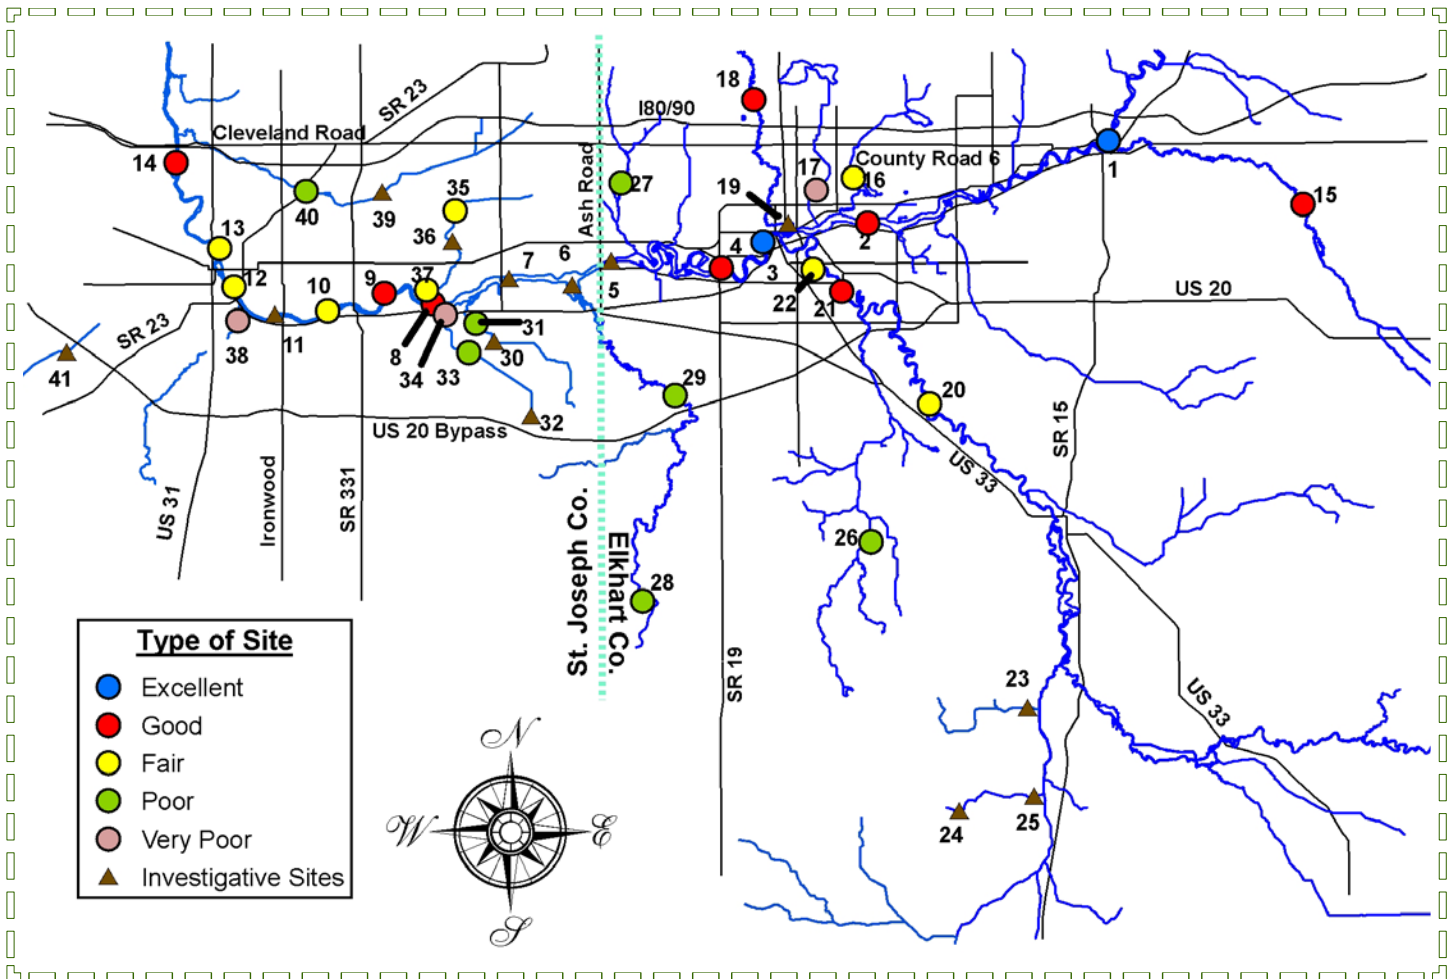 18
SR 23
I80/90
Cleveland Road
14
Ash Road
27
17
County Road 6
16
1
15
19
35
40
39
36
13
4
2
12
9
37
7
6
3
10
5
22
21
US 20
SR 23
38
11
8
31
30
34
33
41
29
20
32
US 20 Bypass
SR 15
US 33
US 31
Ironwood
SR 331
26
St. Joseph Co.
Elkhart Co.
28
Type of Site
Excellent
Good
Fair
Poor
Very Poor
Investigative Sites
SR 19
23
US 33
24
25
N
W
E
S